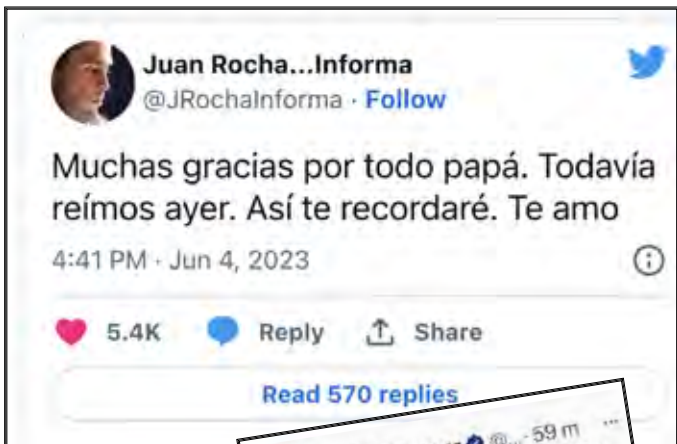 Juan Rocha...Informa
@JRochaInforma · Follow
Muchas gracias por todo papá. Todavía
reímos ayer. Así te recordaré. Te amo
4:41 PM · Jun 4, 2023
5.4K Reply Share
Read 570 replies
@... · 59 m ...